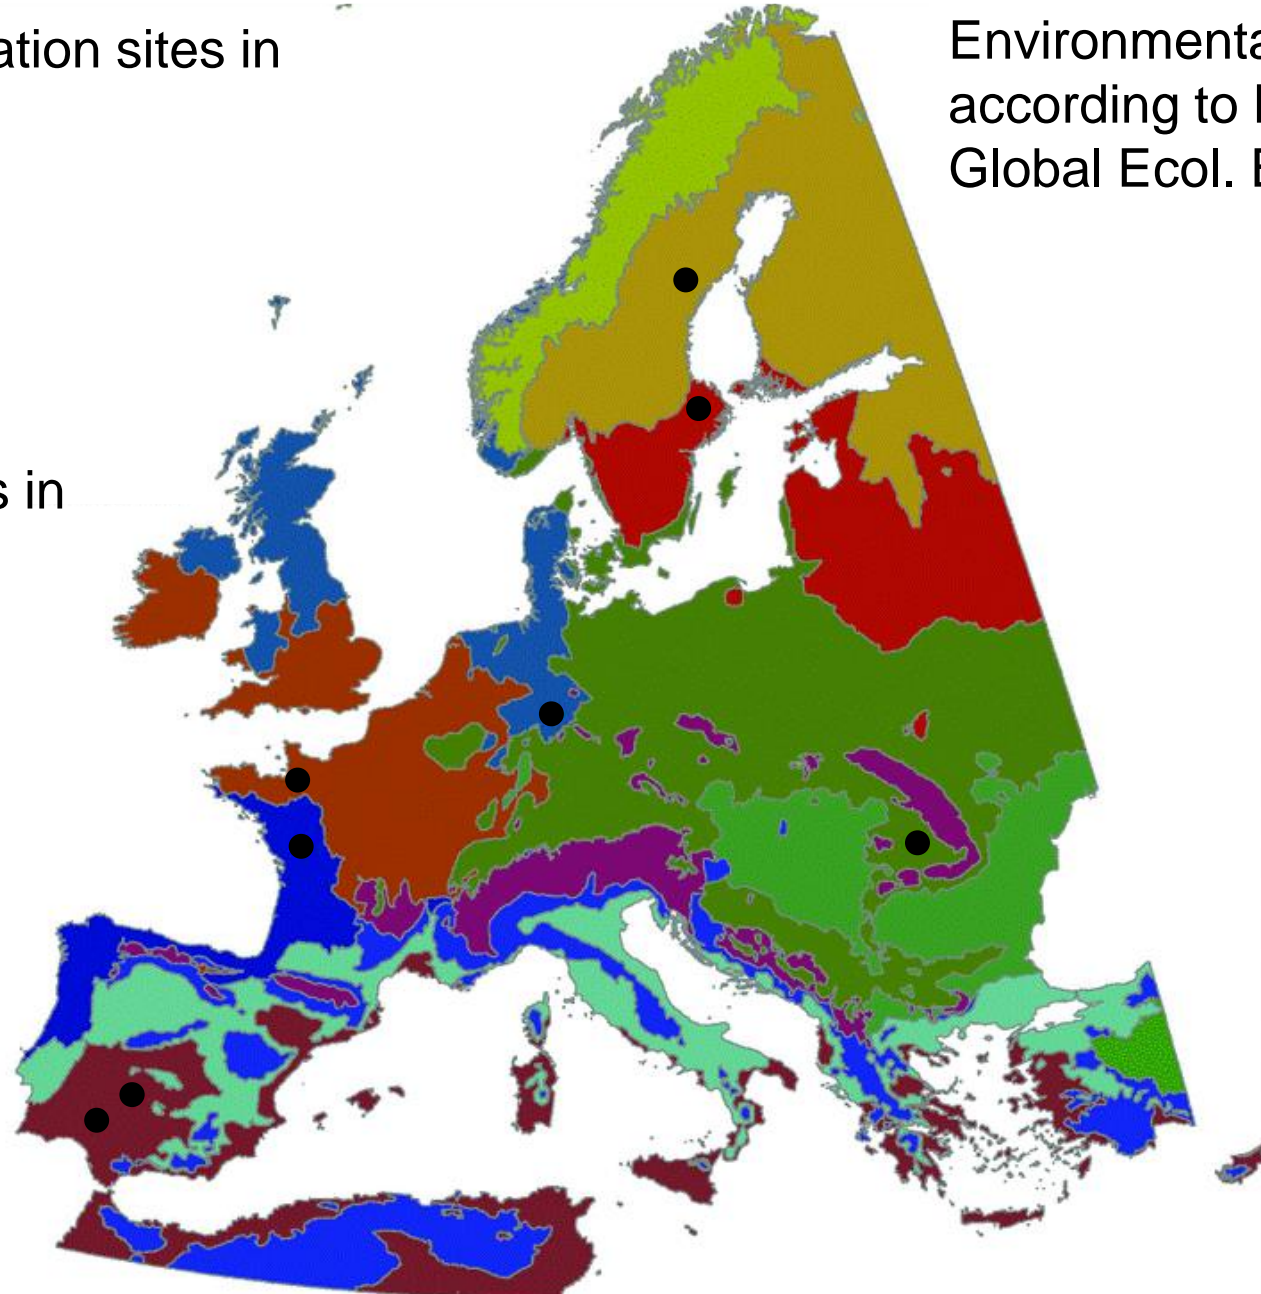 ation sites in
Environmenta
according to
Global Ecol.
s in